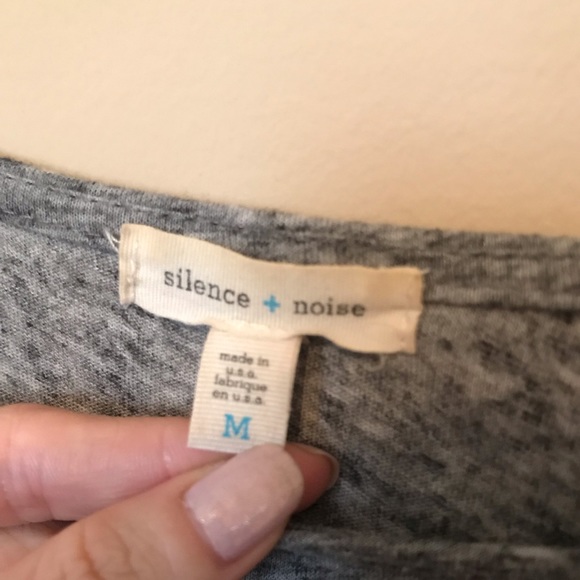 silence + noise
made in
u.s.a.
fabrique
en u.s.a.
M